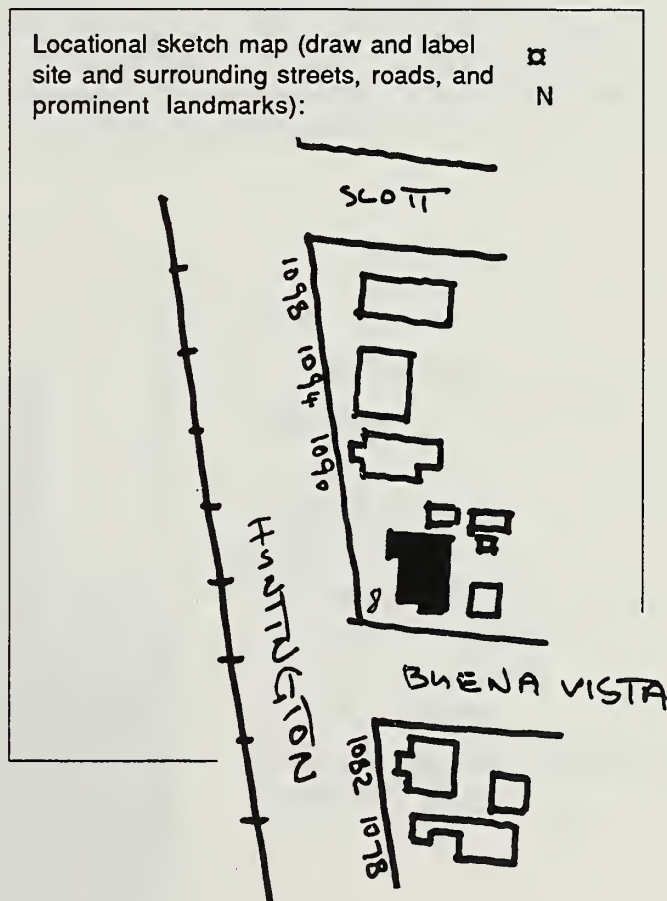 Locational sketch map (draw and label
site and surrounding streets, roads, and
prominent landmarks):
N
SCOTT
1098
1094
1090
8
HUNTINGTON
BUENA VISTA
1082
1078